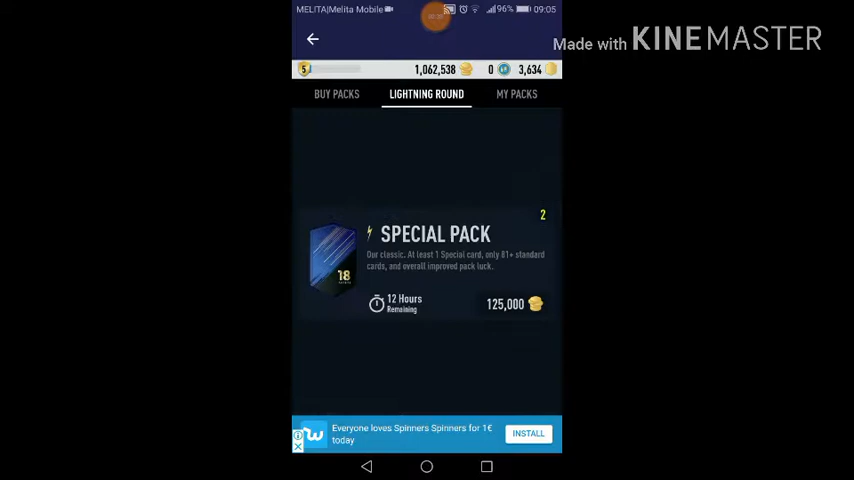 MELITA|Melita Mobile 96% 09:05
Made with KINEMASTER
5 1,062,538 0 3,634
BUY PACKS LIGHTNING ROUND MY PACKS
2
SPECIAL PACK
Our classic. At least 1 Special card, only 81+ standard
cards, and overall improved pack luck.
18
12 Hours
Remaining
125,000
Everyone loves Spinners Spinners for 1€
today
INSTALL